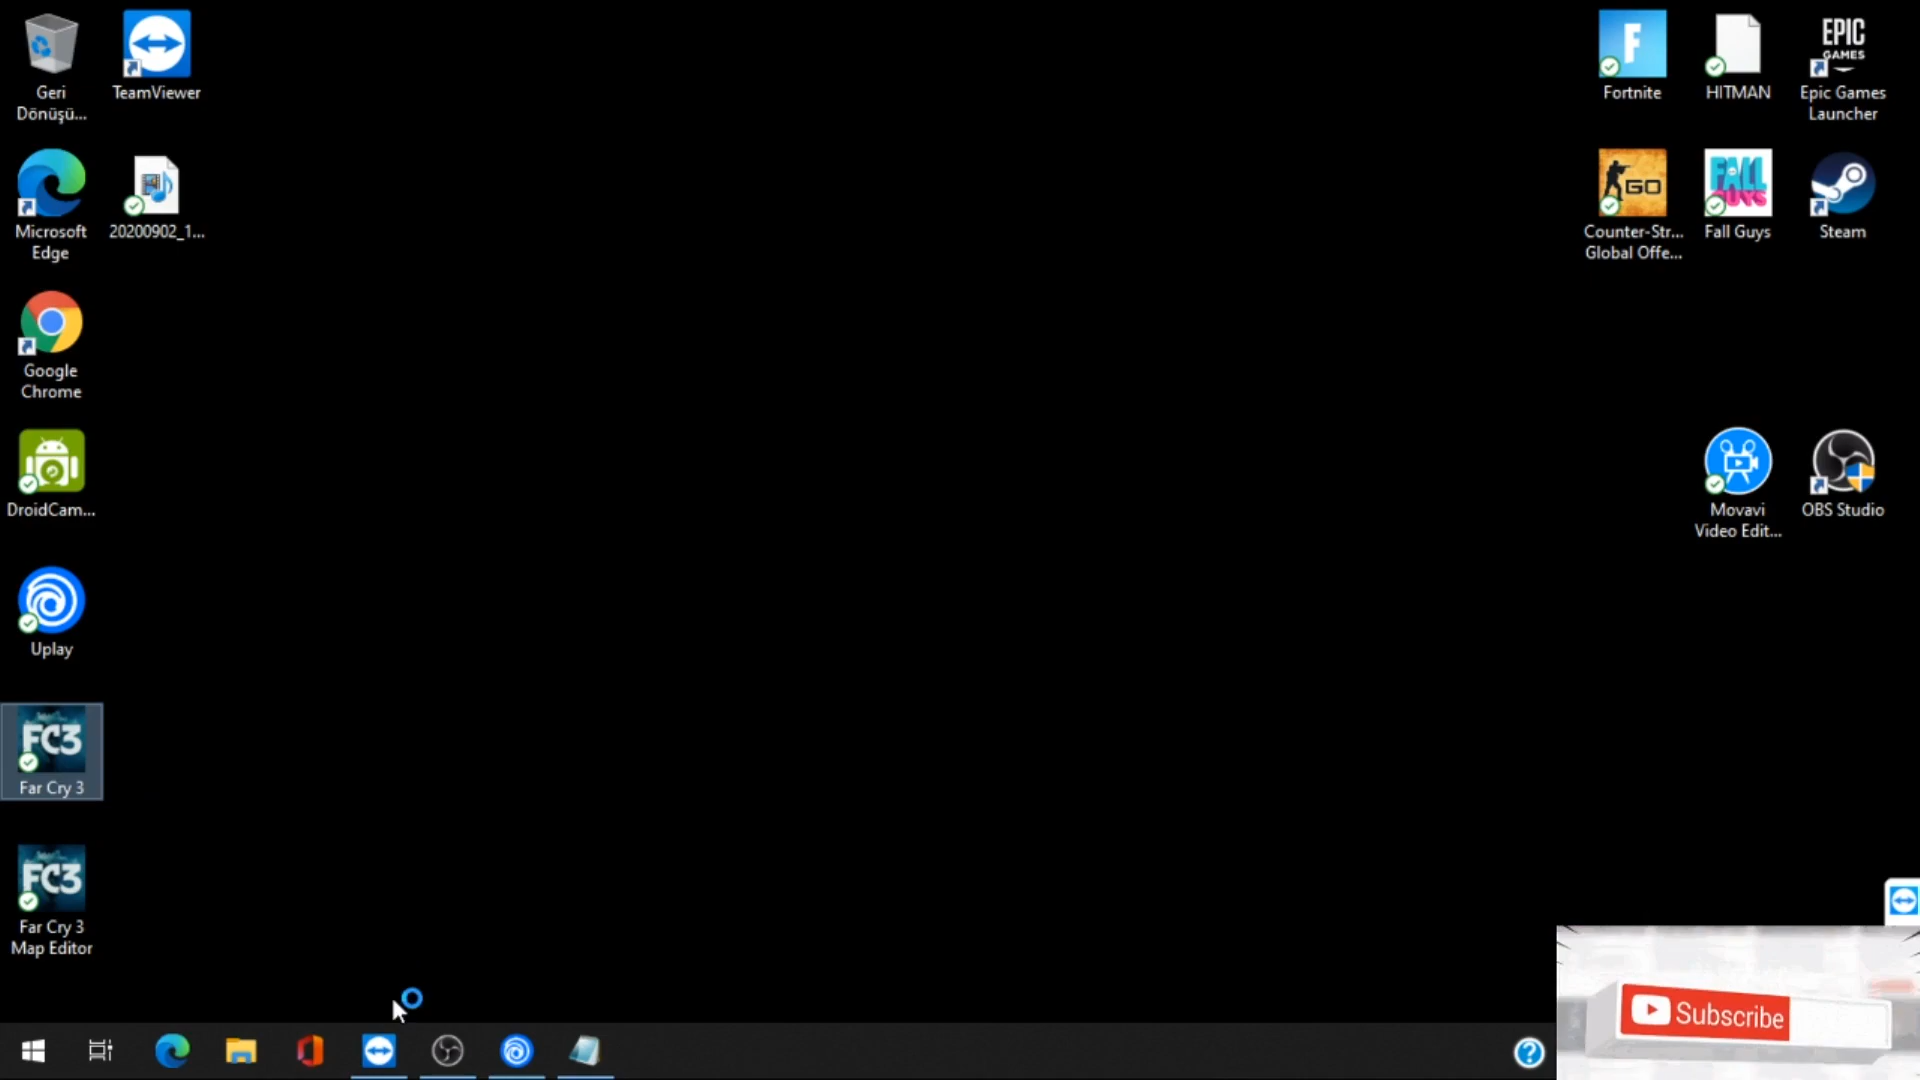 Geri
Dönüşü...
TeamViewer
Microsoft
Edge
20200902_1...
Google
Chrome
DroidCam...
Uplay
FC3
Far Cry 3
FC3
Far Cry 3
Map Editor
F
Fortnite
HITMAN
EPIC
GAMES
Epic Games
Launcher
GO
Counter-Str...
Global Offe...
FALL
GUYS
Fall Guys
Steam
Movavi
Video Edit...
OBS Studio
?
Subscribe